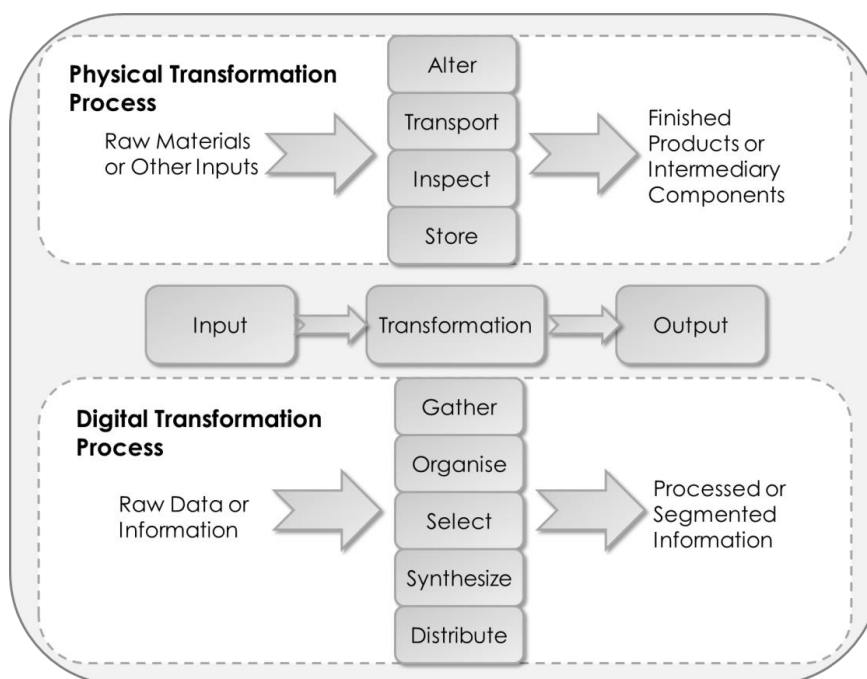 Physical Transformation
Process
Raw Materials
or Other Inputs
Alter
Transport
Inspect
Store
Finished
Products or
Intermediary
Components
Input
Transformation
Output
Digital Transformation
Process
Raw Data or
Information
Gather
Organise
Select
Synthesize
Distribute
Processed or
Segmented
Information